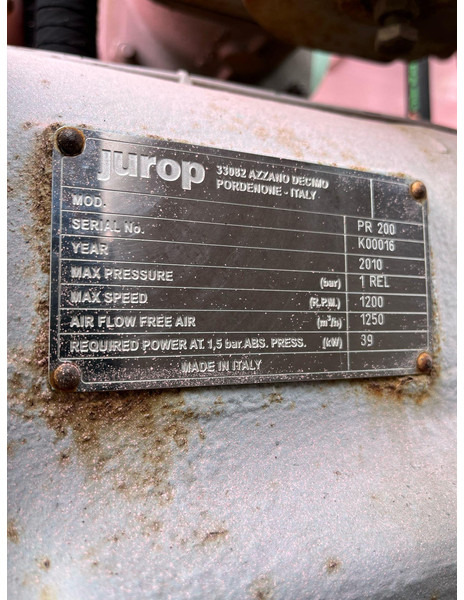 jurop 33082 AZZANO DECIMO
PORDENONE - ITALY
MOD. PR 200
SERIAL No. K00016
YEAR 2010
MAX PRESSURE (bar) 1 REL
MAX SPEED (R.P.M.) 1200
AIR FLOW FREE AIR (m³/h) 1250
REQUIRED POWER AT 1,5 bar ABS. PRESS. (kW) 39
MADE IN ITALY